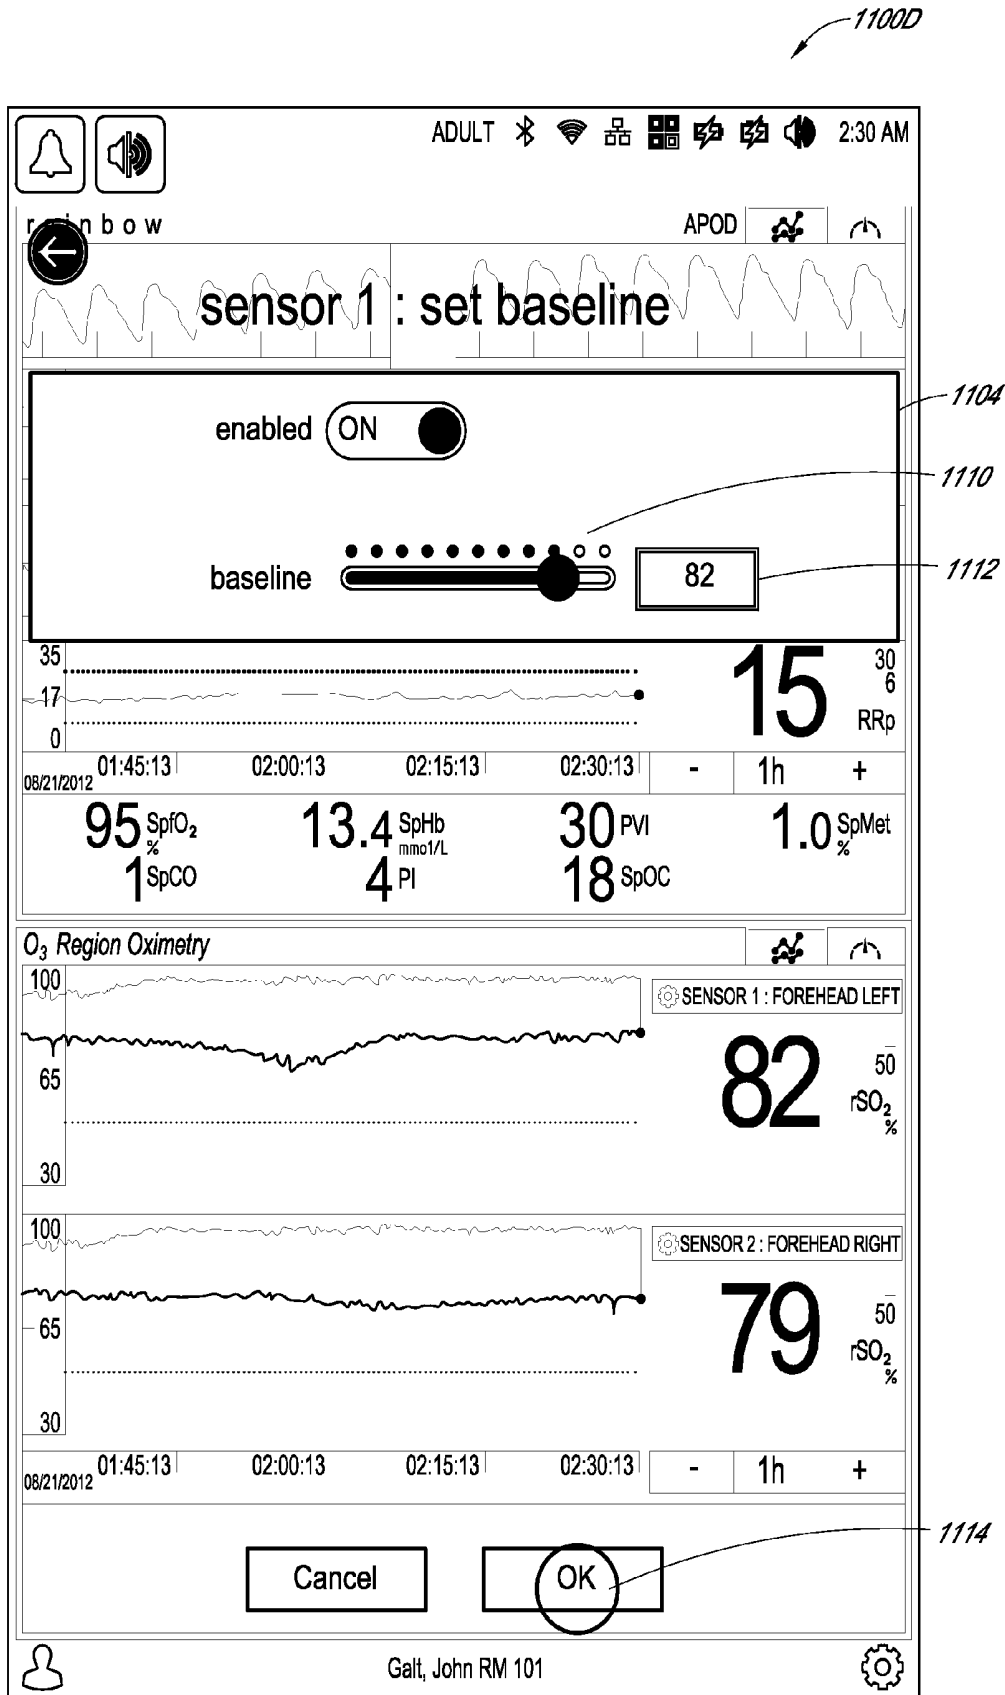 1100D
ADULT 2:30 AM
r inbow APOD
sensor 1 : set baseline
1104
enabled ON
1110
baseline 82
1112
35
17
0
15
30
6
RRp
08/21/2012 01:45:13 02:00:13 02:15:13 02:30:13 - 1h +
95 SpfO2 % 13.4 SpHb mmo1/L 30 PVI 1.0 SpMet %
1 SpCO 4 PI 18 SpOC
O3 Region Oximetry
100
65
30
SENSOR 1 : FOREHEAD LEFT
82
50
rSO2
%
100
65
30
SENSOR 2 : FOREHEAD RIGHT
79
50
rSO2
%
08/21/2012 01:45:13 02:00:13 02:15:13 02:30:13 - 1h +
1114
Cancel OK
Galt, John RM 101